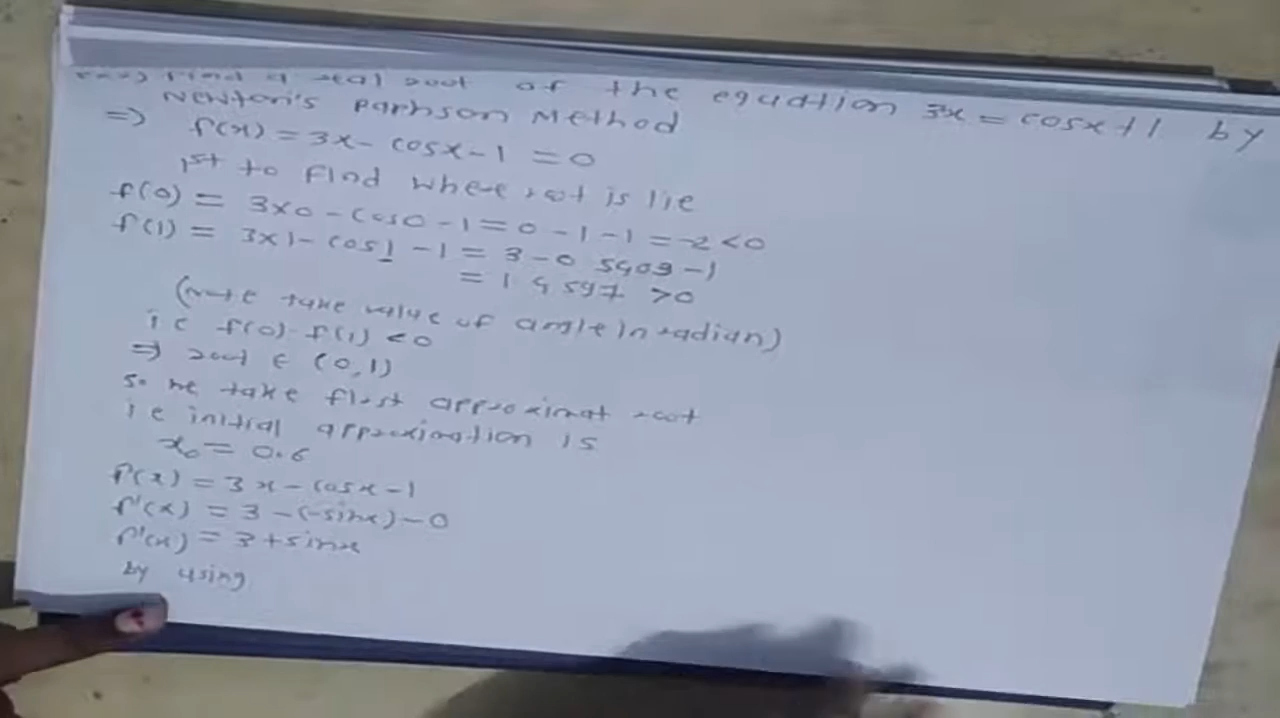 Find a real root of the equation 3x = cosx+1 by
Newton's Raphson Method
=> f(x) = 3x - cosx - 1 = 0
1st to find where root is lie
f(0) = 3x0 - cos0 - 1 = 0 - 1 - 1 = -2 < 0
f(1) = 3x1 - cos1 - 1 = 3 - 0 5403 - 1
= 1 4597 > 0
(Note take value of angle in radian)
i e f(0) . f(1) < 0
=> root ∈ (0,1)
so we take first approximat root
i e initial approximation is
x₀ = 0.6
f(x) = 3x - cosx - 1
f'(x) = 3 - (-sinx) - 0
f'(x) = 3 + sinx
by using